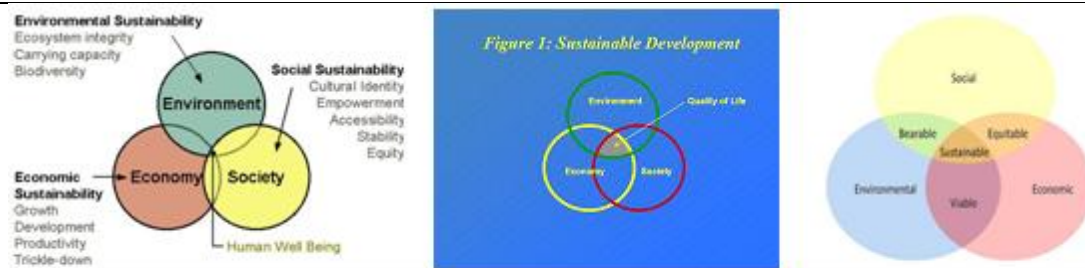 Environmental Sustainability
Ecosystem integrity
Carrying capacity
Biodiversity
Social Sustainability
Cultural Identity
Empowerment
Accessibility
Stability
Equity
Environment
Economy
Society
Economic
Sustainability
Growth
Development
Productivity
Trickle-down
Human Well Being
Figure 1: Sustainable Development
Environment
Quality of Life
Economy
Society
Social
Bearable
Equitable
Sustainable
Environmental
Economic
Viable